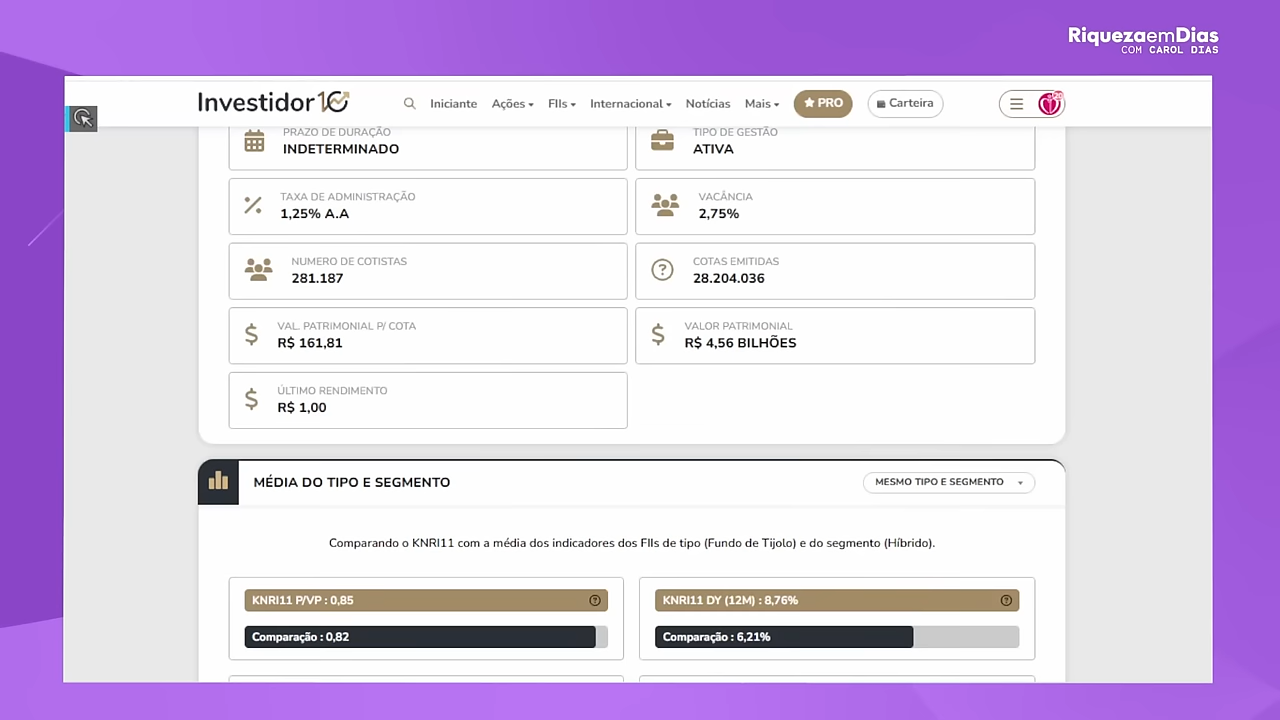 RiquezaemDias
COM CAROL DIAS
Investidor10
Iniciante
Ações
FIIs
Internacional
Notícias
Mais
PRO
Carteira
PRAZO DE DURAÇÃO
INDETERMINADO
TIPO DE GESTÃO
ATIVA
TAXA DE ADMINISTRAÇÃO
1,25% A.A
VACÂNCIA
2,75%
NUMERO DE COTISTAS
281.187
COTAS EMITIDAS
28.204.036
VAL. PATRIMONIAL P/ COTA
R$ 161,81
VALOR PATRIMONIAL
R$ 4,56 BILHÕES
ÚLTIMO RENDIMENTO
R$ 1,00
MÉDIA DO TIPO E SEGMENTO
MESMO TIPO E SEGMENTO
Comparando o KNRI11 com a média dos indicadores dos FIIs de tipo (Fundo de Tijolo) e do segmento (Híbrido).
KNRI11 P/VP : 0,85
Comparação : 0,82
KNRI11 DY (12M) : 8,76%
Comparação : 6,21%